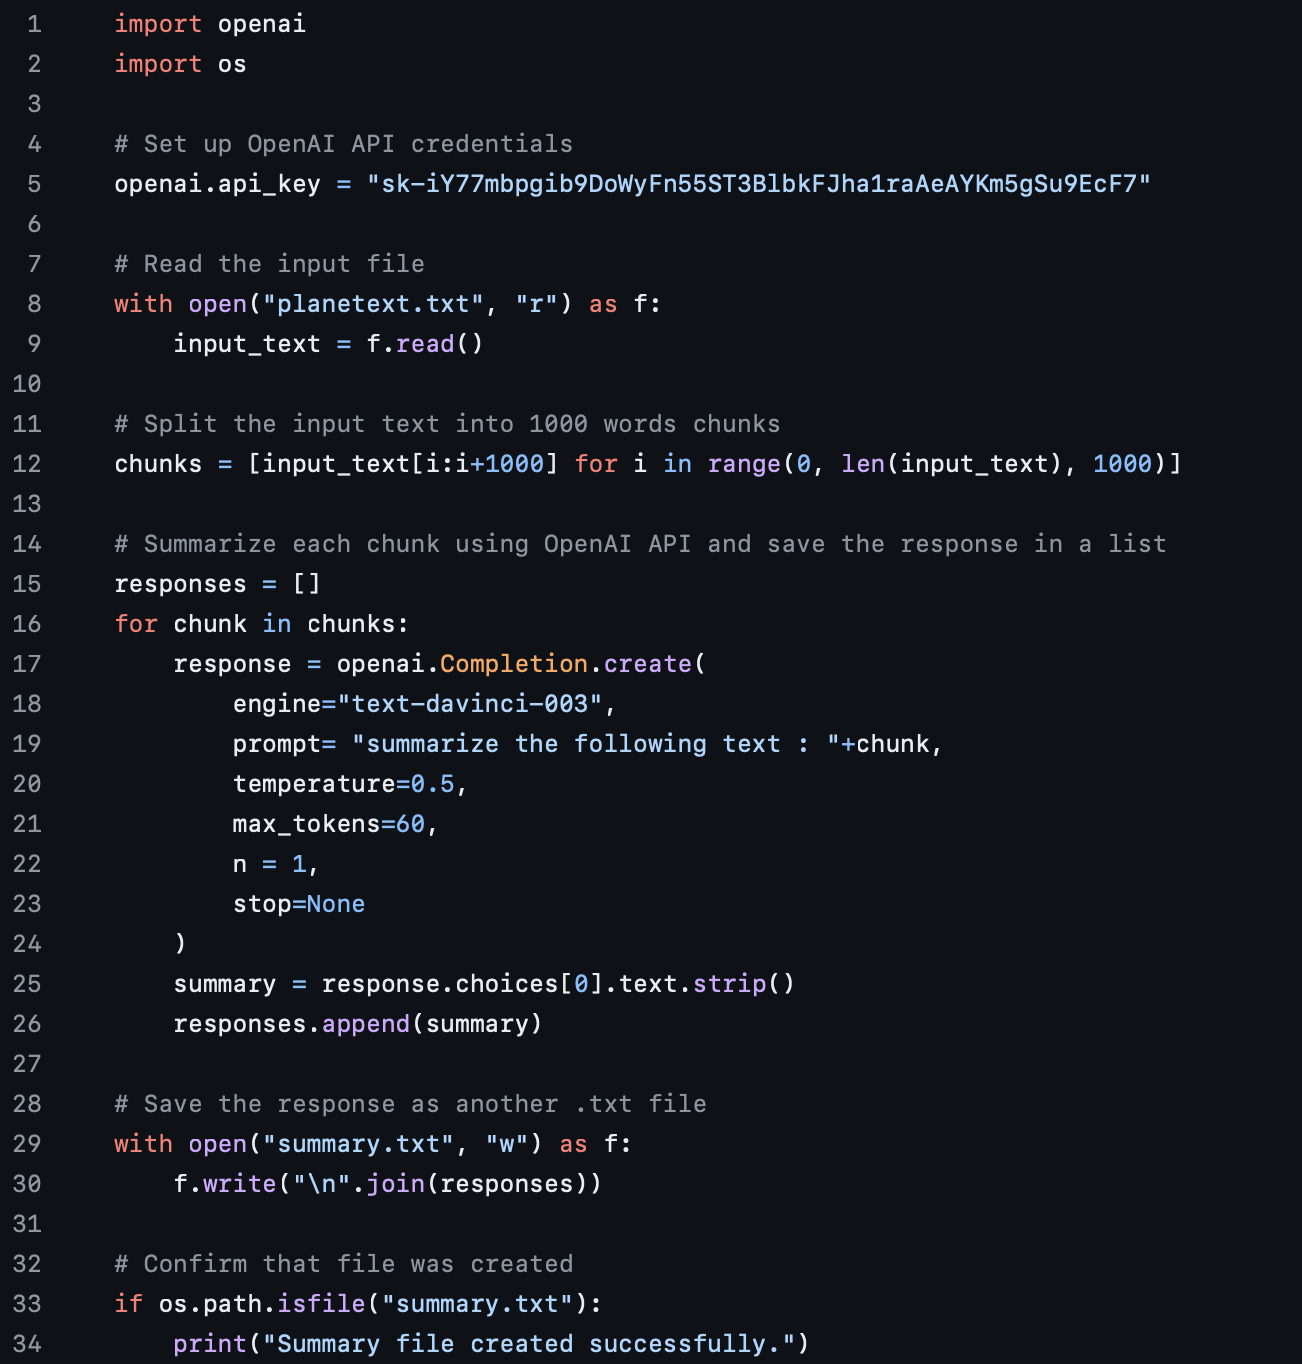 1 import openai
2 import os
3
4 # Set up OpenAI API credentials
5 openai.api_key = "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"
6
7 # Read the input file
8 with open("planetext.txt", "r") as f:
9     input_text = f.read()
10
11 # Split the input text into 1000 words chunks
12 chunks = [input_text[i:i+1000] for i in range(0, len(input_text), 1000)]
13
14 # Summarize each chunk using OpenAI API and save the response in a list
15 responses = []
16 for chunk in chunks:
17     response = openai.Completion.create(
18         engine="text-davinci-003",
19         prompt= "summarize the following text : "+chunk,
20         temperature=0.5,
21         max_tokens=60,
22         n = 1,
23         stop=None
24     )
25     summary = response.choices[0].text.strip()
26     responses.append(summary)
27
28 # Save the response as another .txt file
29 with open("summary.txt", "w") as f:
30     f.write("\n".join(responses))
31
32 # Confirm that file was created
33 if os.path.isfile("summary.txt"):
34     print("Summary file created successfully.")